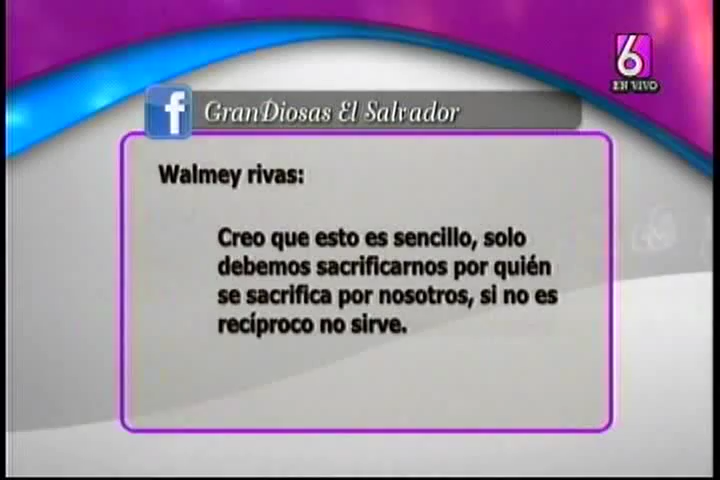 6
EN VIVO
GranDiosas El Salvador
Walmey rivas:
Creo que esto es sencillo, solo
debemos sacrificarnos por quién
se sacrifica por nosotros, si no es
recíproco no sirve.